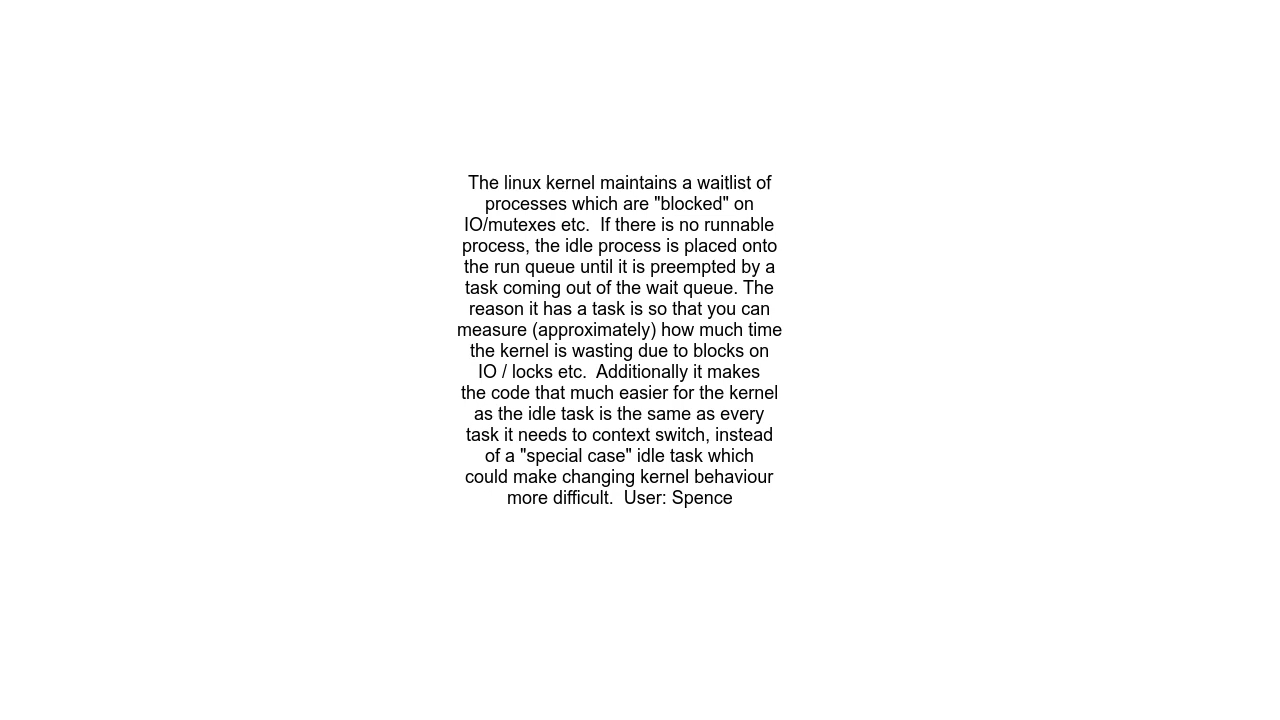 The linux kernel maintains a waitlist of
processes which are "blocked" on
IO/mutexes etc.  If there is no runnable
process, the idle process is placed onto
the run queue until it is preempted by a
task coming out of the wait queue. The
reason it has a task is so that you can
measure (approximately) how much time
the kernel is wasting due to blocks on
IO / locks etc.  Additionally it makes
the code that much easier for the kernel
as the idle task is the same as every
task it needs to context switch, instead
of a "special case" idle task which
could make changing kernel behaviour
more difficult.  User: Spence